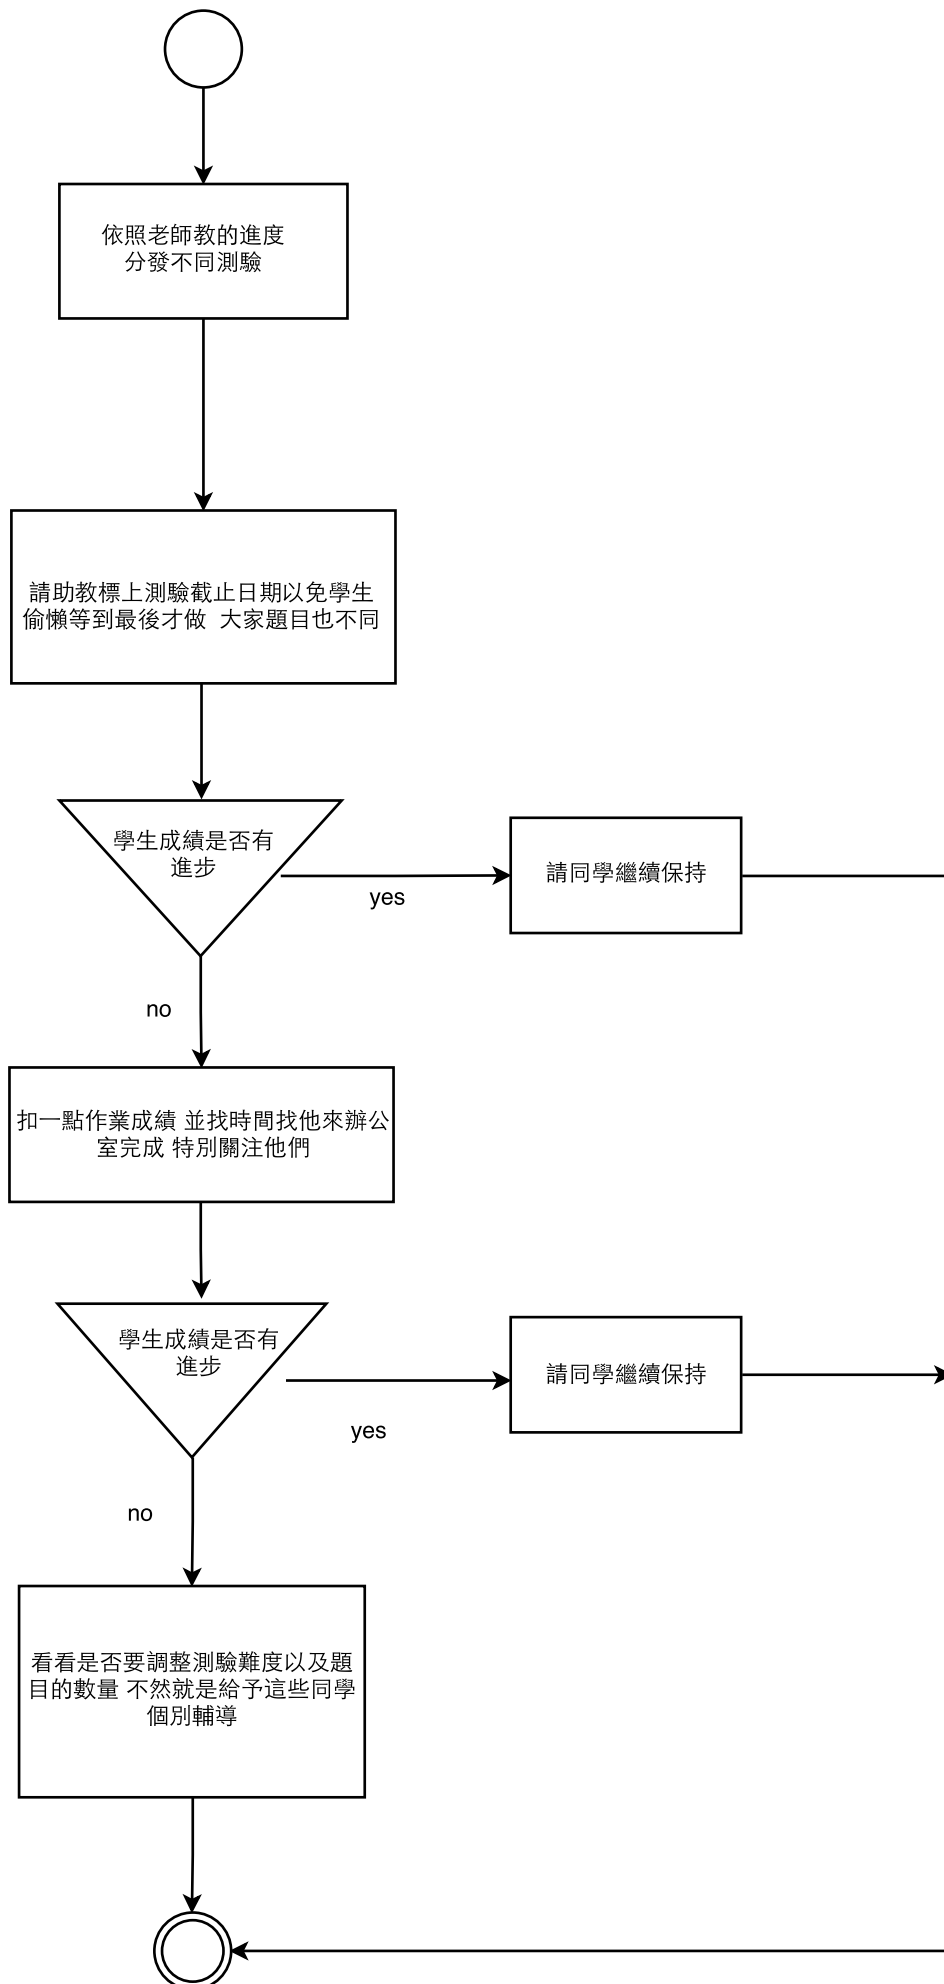 依照老師教的進度
分發不同測驗
請助教標上測驗截止日期以免學生
偷懶等到最後才做 大家題目也不同
學生成績是否有
進步
yes
請同學繼續保持
no
扣一點作業成績 並找時間找他來辦公
室完成 特別關注他們
學生成績是否有
進步
yes
請同學繼續保持
no
看看是否要調整測驗難度以及題
目的數量 不然就是給予這些同學
個別輔導